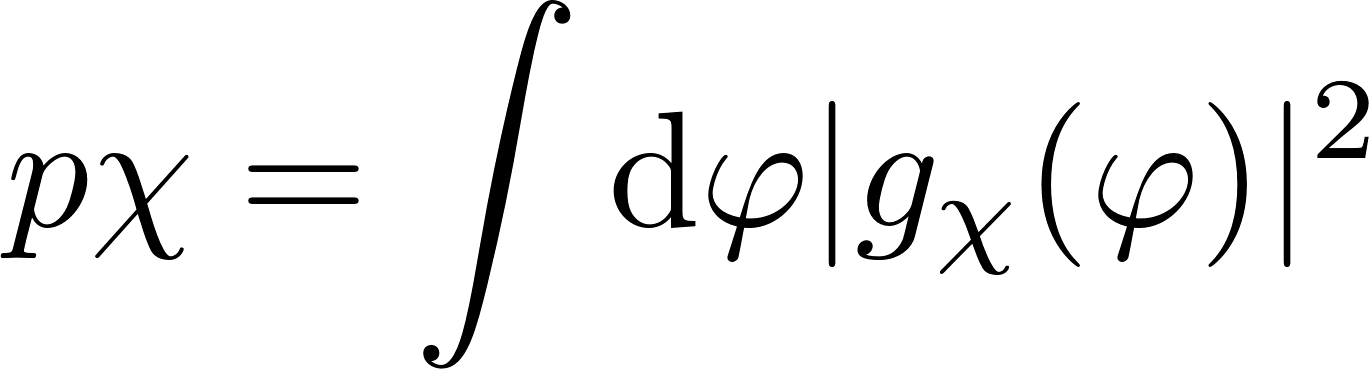 pχ = ∫ dφ|g_χ(φ)|²